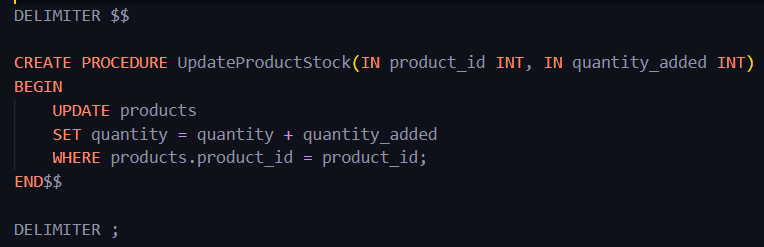 DELIMITER $$
CREATE PROCEDURE UpdateProductStock(IN product_id INT, IN quantity_added INT)
BEGIN
UPDATE products
SET quantity = quantity + quantity_added
WHERE products.product_id = product_id;
END$$
DELIMITER ;